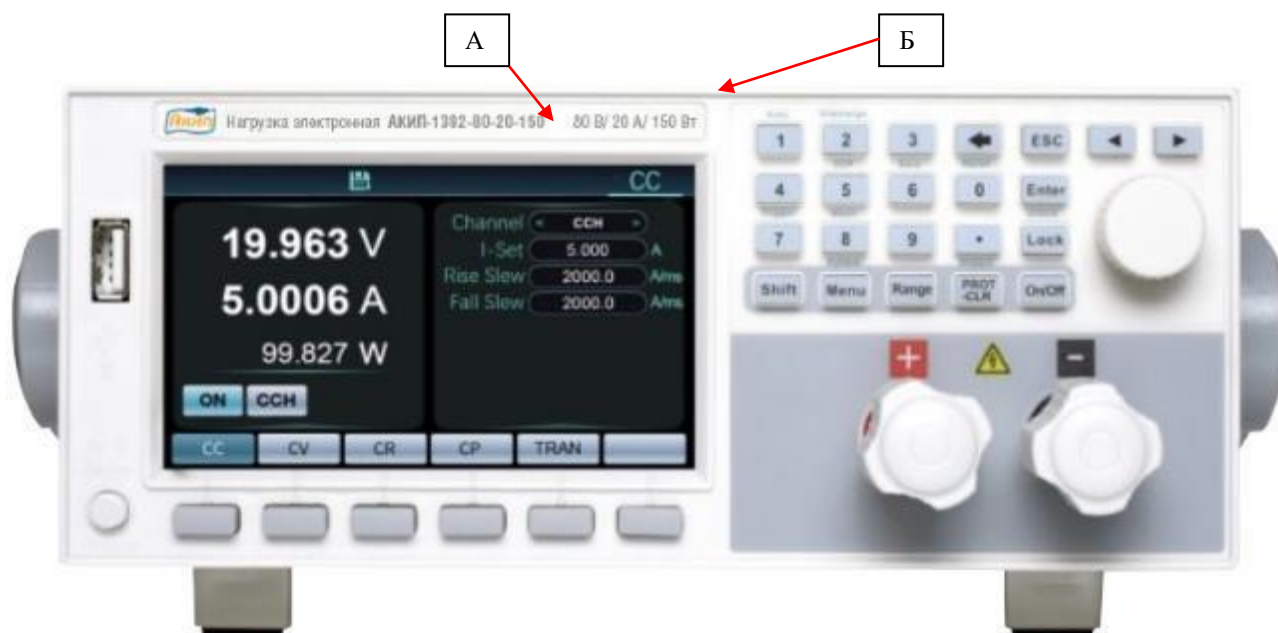 А
Б
АКИП Нагрузка электронная АКИП-1392-80-20-150 80 В/ 20 А/ 150 Вт
CC
19.963 V
5.0006 A
99.827 W
ON CCH
Channel < CCH >
I-Set 5.000 A
Rise Slew 2000.0 A/ms
Fall Slew 2000.0 A/ms
CC CV CR CP TRAN
1 2 3 ESC
4 5 6 0 Enter
7 8 9 . Lock
Shift Menu Range PROT -CLR On/Off
+ -